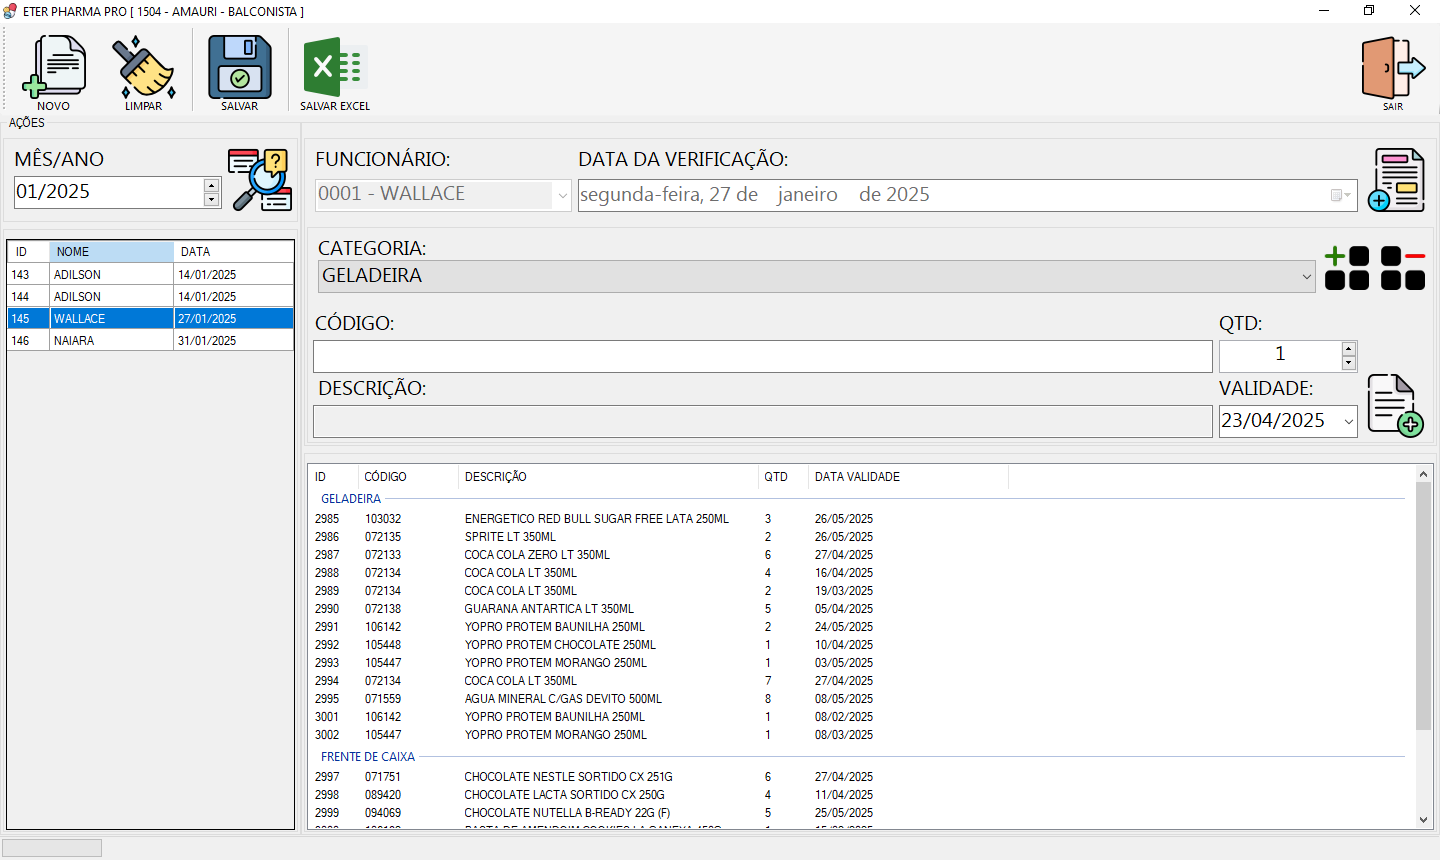 ETER PHARMA PRO [ 1504 - AMAURI - BALCONISTA ]
NOVO LIMPAR SALVAR SALVAR EXCEL SAIR
AÇÕES
MÊS/ANO
01/2025
ID NOME DATA
143 ADILSON 14/01/2025
144 ADILSON 14/01/2025
145 WALLACE 27/01/2025
146 NAIARA 31/01/2025
FUNCIONÁRIO: DATA DA VERIFICAÇÃO:
0001 - WALLACE segunda-feira, 27 de janeiro de 2025
CATEGORIA:
GELADEIRA
CÓDIGO: QTD:
1
DESCRIÇÃO: VALIDADE:
23/04/2025
ID CÓDIGO DESCRIÇÃO QTD DATA VALIDADE
GELADEIRA
2985 103032 ENERGETICO RED BULL SUGAR FREE LATA 250ML 3 26/05/2025
2986 072135 SPRITE LT 350ML 2 26/05/2025
2987 072133 COCA COLA ZERO LT 350ML 6 27/04/2025
2988 072134 COCA COLA LT 350ML 4 16/04/2025
2989 072134 COCA COLA LT 350ML 2 19/03/2025
2990 072138 GUARANA ANTARTICA LT 350ML 5 05/04/2025
2991 106142 YOPRO PROTEM BAUNILHA 250ML 2 24/05/2025
2992 105448 YOPRO PROTEM CHOCOLATE 250ML 1 10/04/2025
2993 105447 YOPRO PROTEM MORANGO 250ML 1 03/05/2025
2994 072134 COCA COLA LT 350ML 7 27/04/2025
2995 071559 AGUA MINERAL C/GAS DEVITO 500ML 8 08/05/2025
3001 106142 YOPRO PROTEM BAUNILHA 250ML 1 08/02/2025
3002 105447 YOPRO PROTEM MORANGO 250ML 1 08/03/2025
FRENTE DE CAIXA
2997 071751 CHOCOLATE NESTLE SORTIDO CX 251G 6 27/04/2025
2998 089420 CHOCOLATE LACTA SORTIDO CX 250G 4 11/04/2025
2999 094069 CHOCOLATE NUTELLA B-READY 22G (F) 5 25/05/2025